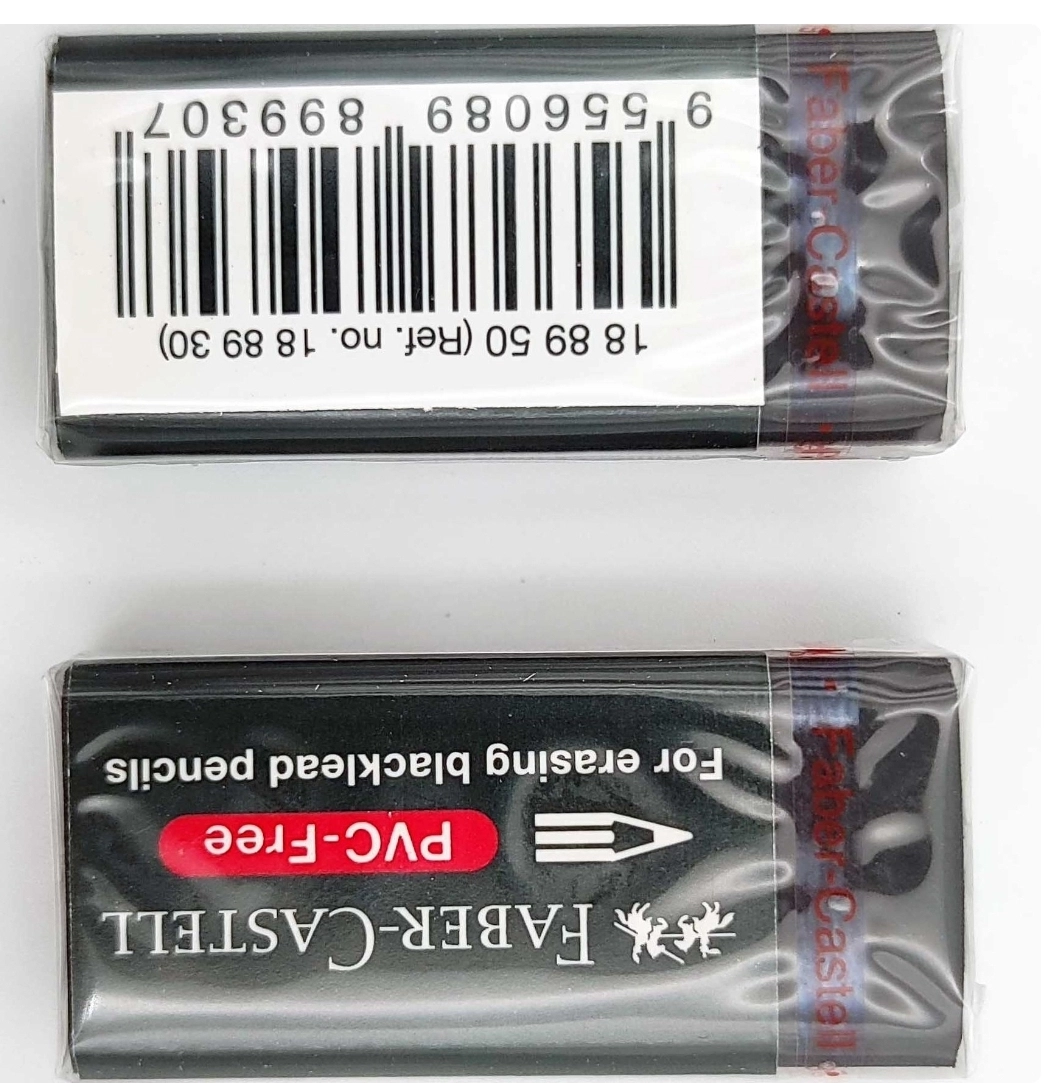 FABER-CASTELL
PVC-Free
For erasing blacklead pencils
Faber-Castell
18 89 50 (Ref. no. 18 89 30)
9 556089 899307
Faber-Castell